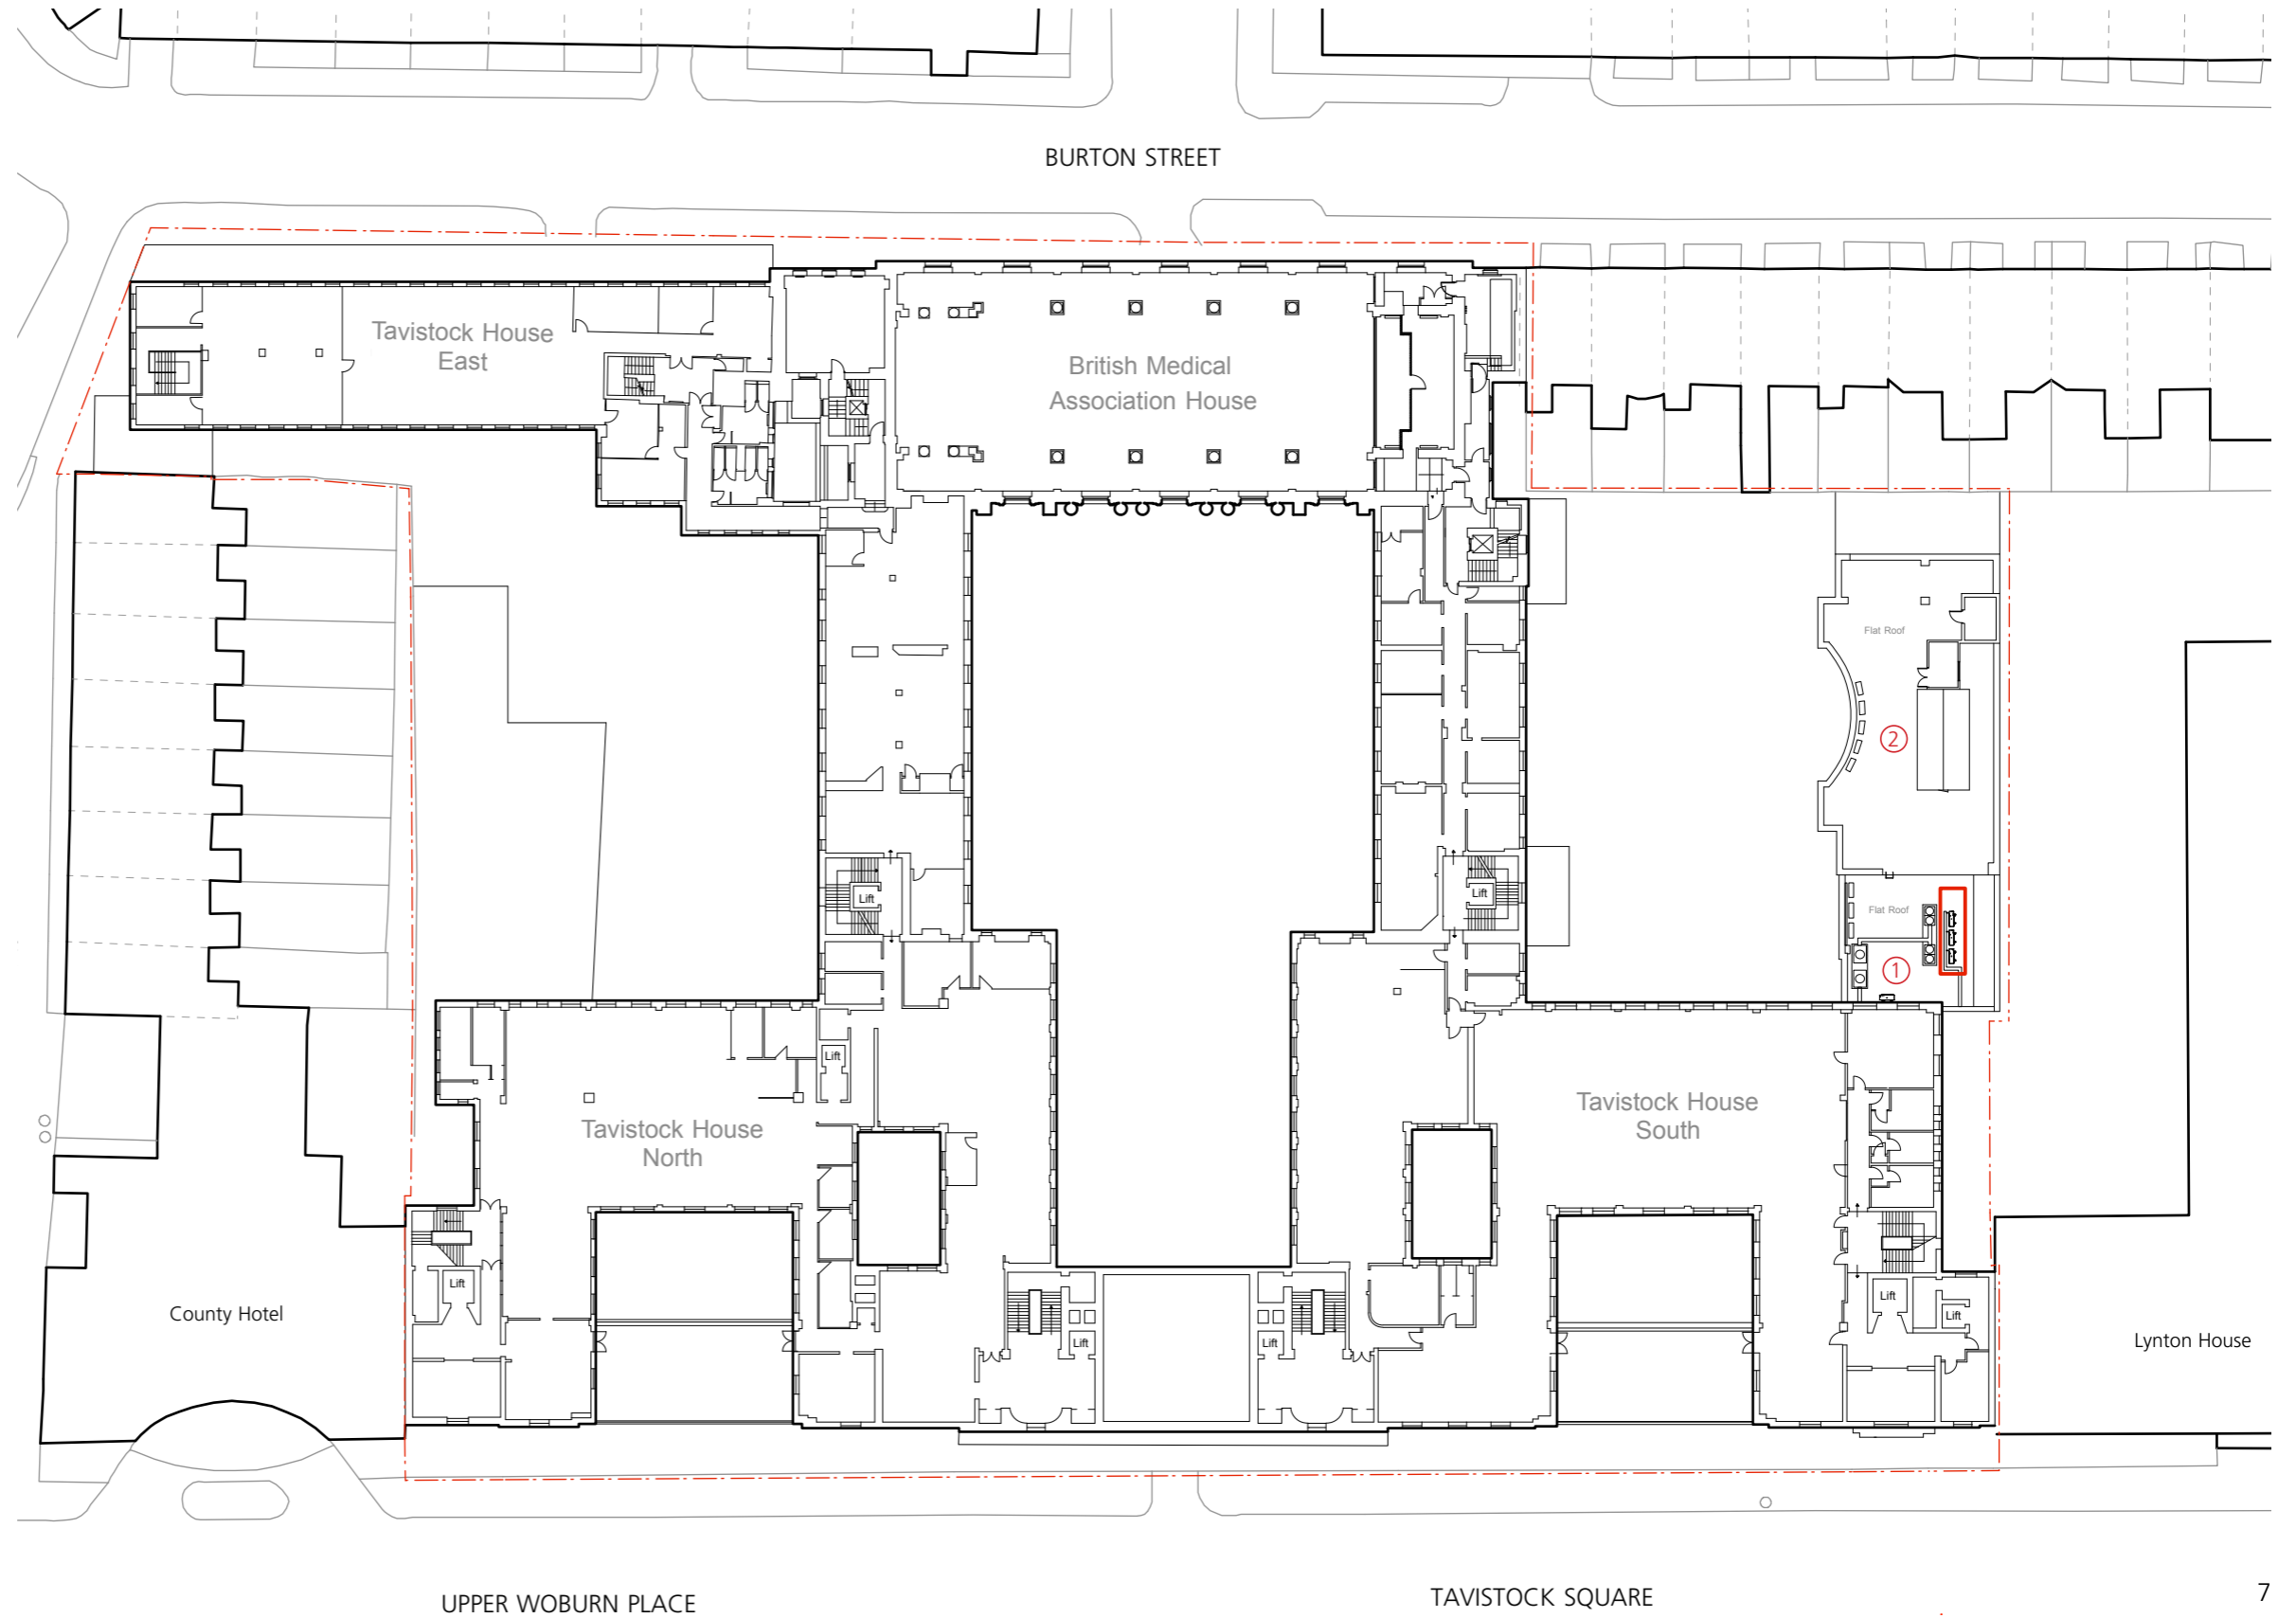 BURTON STREET
Tavistock House
East
British Medical
Association House
Flat Roof
2
Lift
Lift
Flat Roof
1
Lift
Tavistock House
North
Tavistock House
South
Lift
Lift
Lift
Lift
Lift
County Hotel
Lynton House
UPPER WOBURN PLACE
TAVISTOCK SQUARE
7